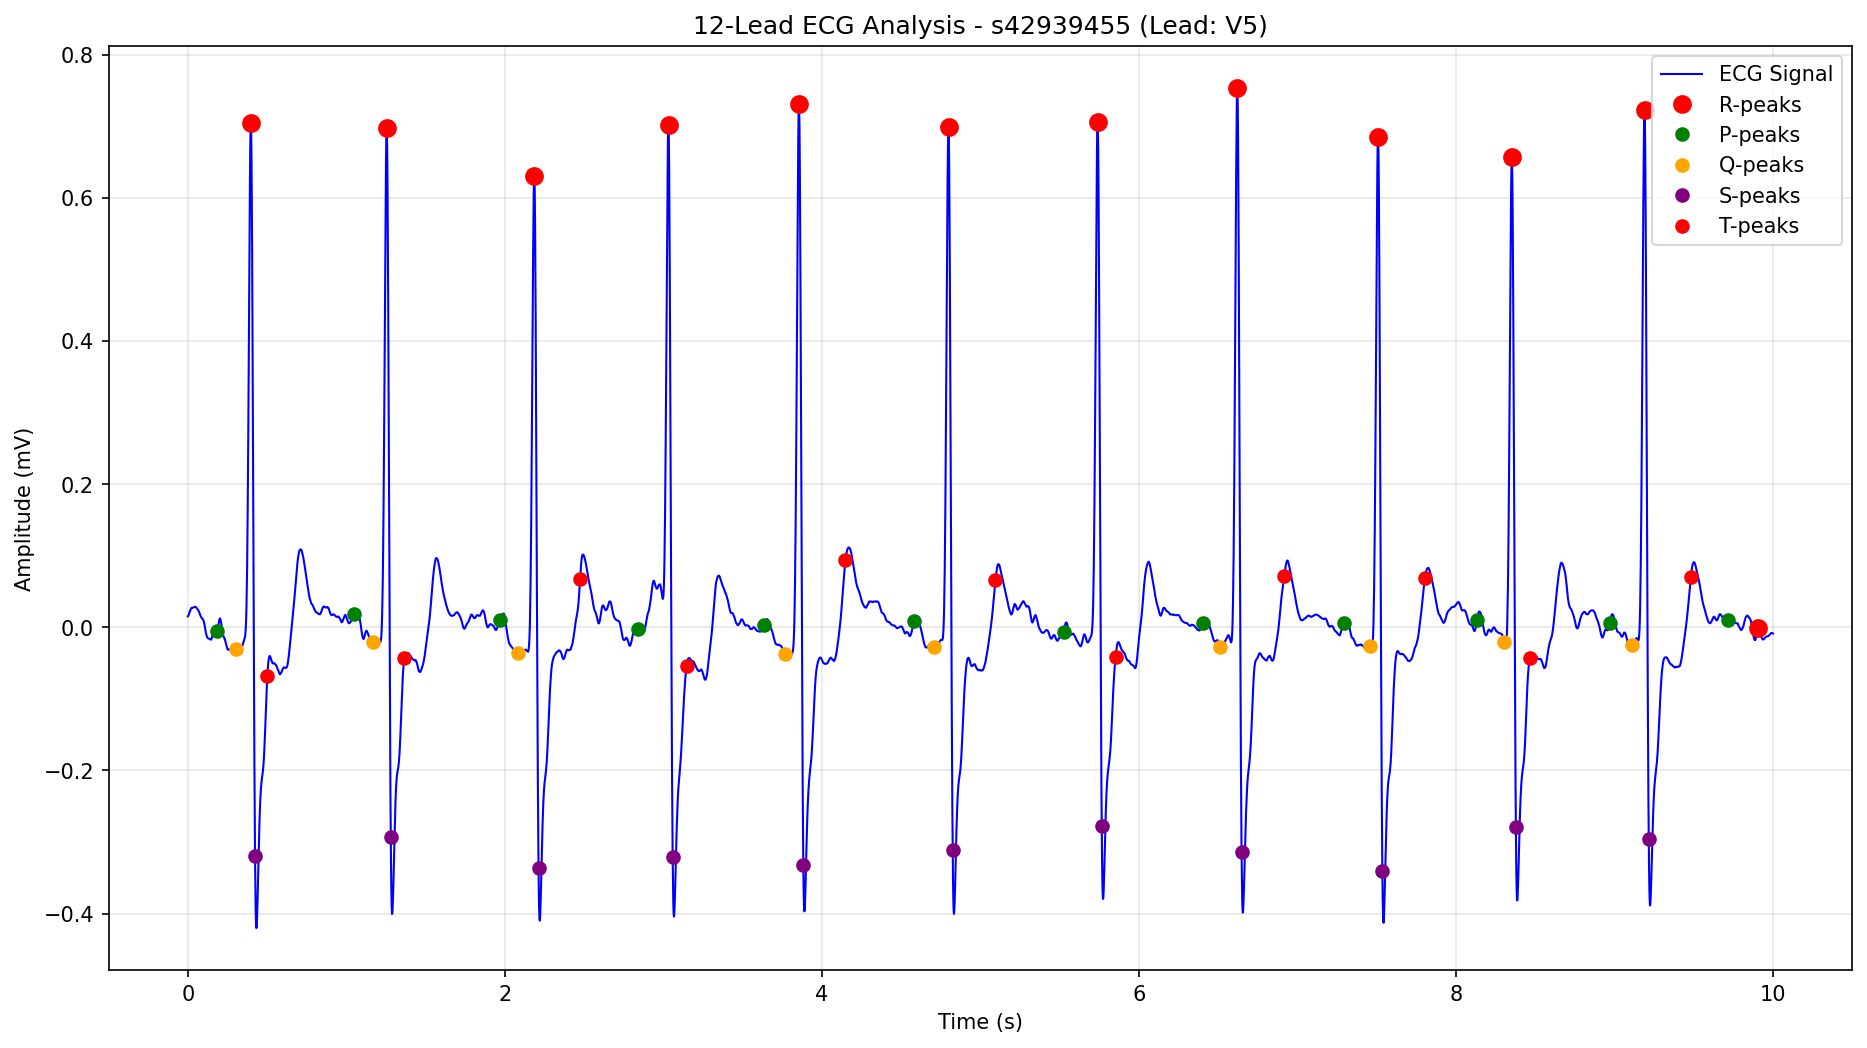 12-Lead ECG Analysis - s42939455 (Lead: V5)
ECG Signal
R-peaks
P-peaks
Q-peaks
S-peaks
T-peaks
Amplitude (mV)
0.8
0.6
0.4
0.2
0.0
−0.2
−0.4
0 2 4 6 8 10
Time (s)